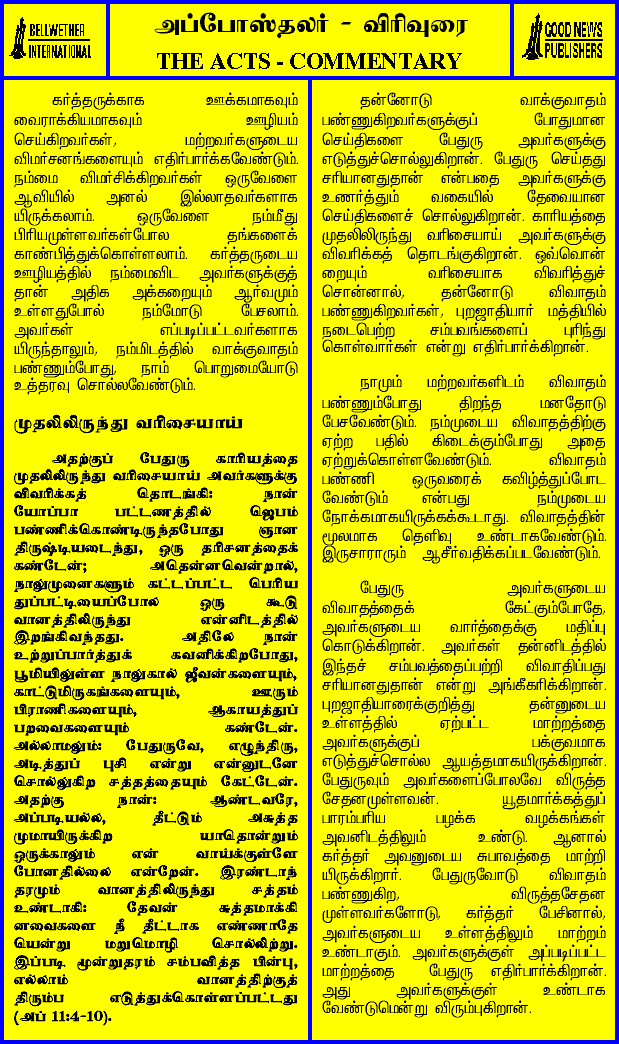 BELLWETHER
INTERNATIONAL
அப்போஸ்தலர் - விரிவுரை
THE ACTS - COMMENTARY
GOOD NEWS
PUBLISHERS
கர்த்தருக்காக ஊக்கமாகவும்
வைராக்கியமாகவும் ஊழியம்
செய்கிறவர்கள், மற்றவர்களுடைய
விமர்சனங்களையும் எதிர்பார்க்கவேண்டும்.
நம்மை விமர்சிக்கிறவர்கள் ஒருவேளை
ஆவியில் அனல் இல்லாதவர்களாக
யிருக்கலாம். ஒருவேளை நம்மீது
பிரியமுள்ளவர்கள்போல தங்களைக்
காண்பித்துக்கொள்ளலாம். கர்த்தருடைய
ஊழியத்தில் நம்மைவிட அவர்களுக்குத்
தான் அதிக அக்கறையும் ஆர்வமும்
உள்ளதுபோல் நம்மோடு பேசலாம்.
அவர்கள் எப்படிப்பட்டவர்களாக
யிருந்தாலும், நம்மிடத்தில் வாக்குவாதம்
பண்ணும்போது, நாம் பொறுமையோடு
உத்தரவு சொல்லவேண்டும்.
முதலிலிருந்து வரிசையாய்
அதற்குப் பேதுரு காரியத்தை
முதலிலிருந்து வரிசையாய் அவர்களுக்கு
விவரிக்கத் தொடங்கி: நான்
யோப்பா பட்டணத்தில் ஜெபம்
பண்ணிக்கொண்டிருந்தபோது ஞான
திருஷ்டியடைந்து, ஒரு தரிசனத்தைக்
கண்டேன்; அதென்னவென்றால்,
நாலுமுனைகளும் கட்டப்பட்ட பெரிய
துப்பட்டியைப்போல ஒரு கூடு
வானத்திலிருந்து என்னிடத்தில்
இறங்கிவந்தது. அதிலே நான்
உற்றுப்பார்த்துக் கவனிக்கிறபோது,
பூமியிலுள்ள நாலுகால் ஜீவன்களையும்,
காட்டுமிருகங்களையும், ஊரும்
பிராணிகளையும், ஆகாயத்துப்
பறவைகளையும் கண்டேன்.
அல்லாமலும்: பேதுருவே, எழுந்திரு,
அடித்துப் புசி என்று என்னுடனே
சொல்லுகிற சத்தத்தையும் கேட்டேன்.
அதற்கு நான்: ஆண்டவரே,
அப்படியல்ல, தீட்டும் அசுத்த
முமாயிருக்கிற யாதொன்றும்
ஒருக்காலும் என் வாய்க்குள்ளே
போனதில்லை என்றேன். இரண்டாந்
தரமும் வானத்திலிருந்து சத்தம்
உண்டாகி: தேவன் சுத்தமாக்கி
னவைகளை நீ தீட்டாக எண்ணாதே
யென்று மறுமொழி சொல்லிற்று.
இப்படி மூன்றுதரம் சம்பவித்த பின்பு,
எல்லாம் வானத்திற்குத்
திரும்ப எடுத்துக்கொள்ளப்பட்டது
(அப் 11:4-10).
தன்னோடு வாக்குவாதம்
பண்ணுகிறவர்களுக்குப் போதுமான
செய்திகளை பேதுரு அவர்களுக்கு
எடுத்துச்சொல்லுகிறான். பேதுரு செய்தது
சரியானதுதான் என்பதை அவர்களுக்கு
உணர்த்தும் வகையில் தேவையான
செய்திகளைச் சொல்லுகிறான். காரியத்தை
முதலிலிருந்து வரிசையாய் அவர்களுக்கு
விவரிக்கத் தொடங்குகிறான். ஒவ்வொன்
றையும் வரிசையாக விவரித்துச்
சொன்னால், தன்னோடு விவாதம்
பண்ணுகிறவர்கள், புறஜாதியார் மத்தியில்
நடைபெற்ற சம்பவங்களைப் புரிந்து
கொள்வார்கள் என்று எதிர்பார்க்கிறான்.
நாமும் மற்றவர்களிடம் விவாதம்
பண்ணும்போது திறந்த மனதோடு
பேசவேண்டும். நம்முடைய விவாதத்திற்கு
ஏற்ற பதில் கிடைக்கும்போது அதை
ஏற்றுக்கொள்ளவேண்டும். விவாதம்
பண்ணி ஒருவரைக் கவிழ்த்துப்போட
வேண்டும் என்பது நம்முடைய
நோக்கமாகயிருக்கக்கூடாது. விவாதத்தின்
மூலமாக தெளிவு உண்டாகவேண்டும்.
இருசாராரும் ஆசீர்வதிக்கப்படவேண்டும்.
பேதுரு அவர்களுடைய
விவாதத்தைக் கேட்கும்போதே,
அவர்களுடைய வார்த்தைக்கு மதிப்பு
கொடுக்கிறான். அவர்கள் தன்னிடத்தில்
இந்தச் சம்பவத்தைப்பற்றி விவாதிப்பது
சரியானதுதான் என்று அங்கீகரிக்கிறான்.
புறஜாதியாரைக்குறித்து தன்னுடைய
உள்ளத்தில் ஏற்பட்ட மாற்றத்தை
அவர்களுக்குப் பக்குவமாக
எடுத்துச்சொல்ல ஆயத்தமாகயிருக்கிறான்.
பேதுருவும் அவர்களைப்போலவே விருத்த
சேதனமுள்ளவன். யூதமார்க்கத்துப்
பாரம்பரிய பழக்க வழக்கங்கள்
அவனிடத்திலும் உண்டு. ஆனால்
கர்த்தர் அவனுடைய சுபாவத்தை மாற்றி
யிருக்கிறார். பேதுருவோடு விவாதம்
பண்ணுகிற, விருத்தசேதன
முள்ளவர்களோடு, கர்த்தர் பேசினால்,
அவர்களுடைய உள்ளத்திலும் மாற்றம்
உண்டாகும். அவர்களுக்குள் அப்படிப்பட்ட
மாற்றத்தை பேதுரு எதிர்பார்க்கிறான்.
அது அவர்களுக்குள் உண்டாக
வேண்டுமென்று விரும்புகிறான்.